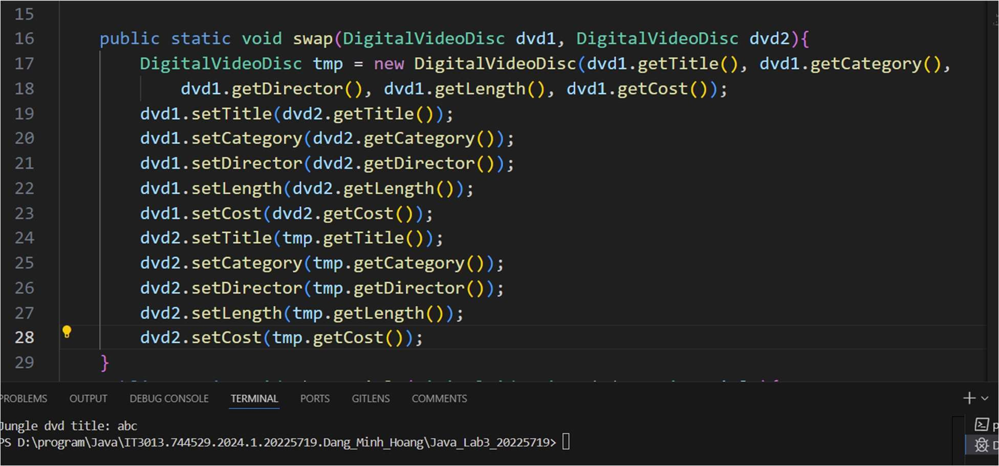 15
16 public static void swap(DigitalVideoDisc dvd1, DigitalVideoDisc dvd2){
17 DigitalVideoDisc tmp = new DigitalVideoDisc(dvd1.getTitle(), dvd1.getCategory(),
18 dvd1.getDirector(), dvd1.getLength(), dvd1.getCost());
19 dvd1.setTitle(dvd2.getTitle());
20 dvd1.setCategory(dvd2.getCategory());
21 dvd1.setDirector(dvd2.getDirector());
22 dvd1.setLength(dvd2.getLength());
23 dvd1.setCost(dvd2.getCost());
24 dvd2.setTitle(tmp.getTitle());
25 dvd2.setCategory(tmp.getCategory());
26 dvd2.setDirector(tmp.getDirector());
27 dvd2.setLength(tmp.getLength());
28 dvd2.setCost(tmp.getCost());
29 }
PROBLEMS OUTPUT DEBUG CONSOLE TERMINAL PORTS GITLENS COMMENTS
Jungle dvd title: abc
PS D:\program\Java\IT3013.744529.2024.1.20225719.Dang_Minh_Hoang\Java_Lab3_20225719>